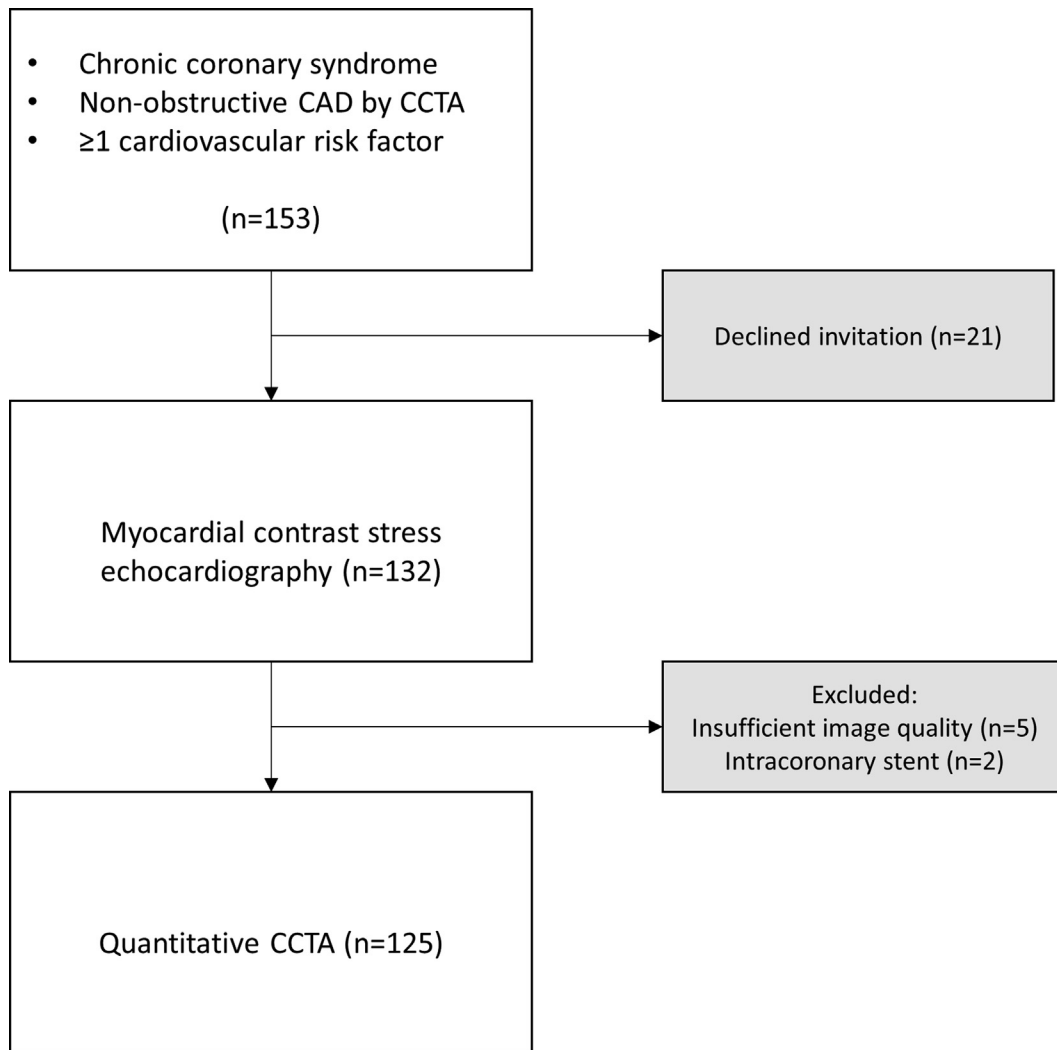 • Chronic coronary syndrome
• Non-obstructive CAD by CCTA
• ≥1 cardiovascular risk factor
(n=153)
Declined invitation (n=21)
Myocardial contrast stress
echocardiography (n=132)
Excluded:
Insufficient image quality (n=5)
Intracoronary stent (n=2)
Quantitative CCTA (n=125)